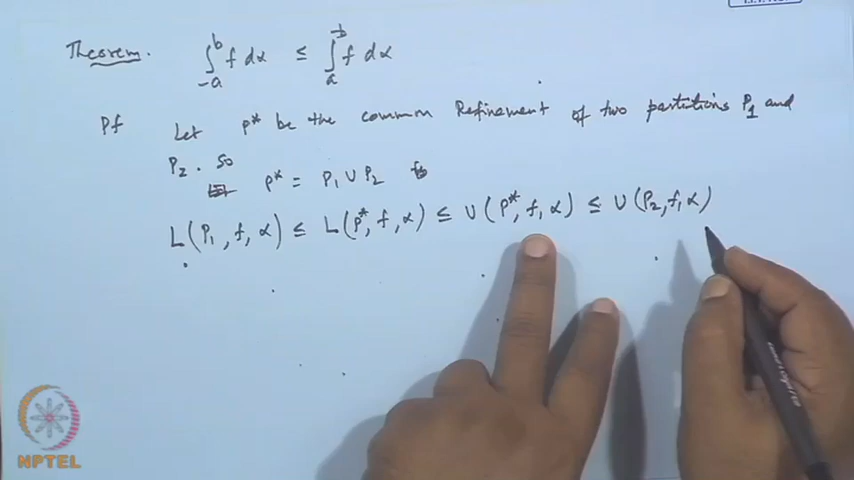 Theorem. ∫_a^b f dα ≤ ∫_a^b f dα
Pf Let P* be the common Refinement of two partitions P₁ and
P₂. So P* = P₁ ∪ P₂
L(P₁, f, α) ≤ L(P*, f, α) ≤ U(P*, f, α) ≤ U(P₂, f, α)
NPTEL